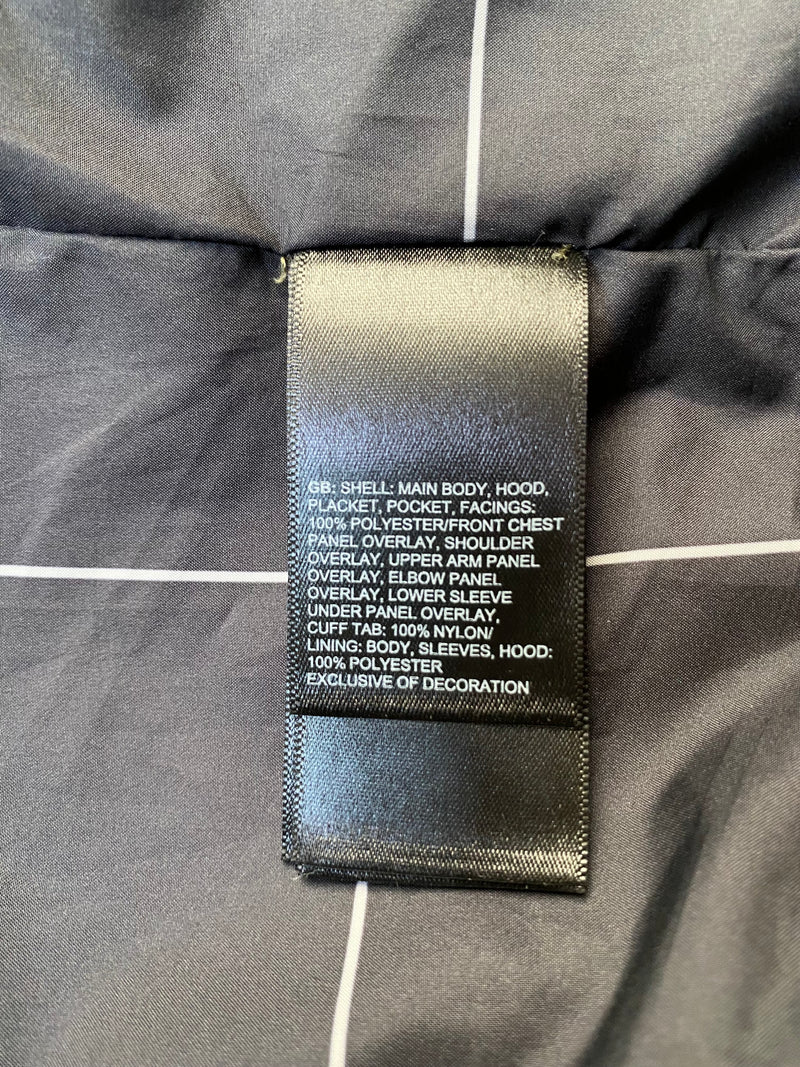 GB: SHELL: MAIN BODY, HOOD,
PLACKET, POCKET, FACINGS:
100% POLYESTER/FRONT CHEST
PANEL OVERLAY, SHOULDER
OVERLAY, UPPER ARM PANEL
OVERLAY, ELBOW PANEL
OVERLAY, LOWER SLEEVE
UNDER PANEL OVERLAY,
CUFF TAB: 100% NYLON/
LINING: BODY, SLEEVES, HOOD:
100% POLYESTER
EXCLUSIVE OF DECORATION